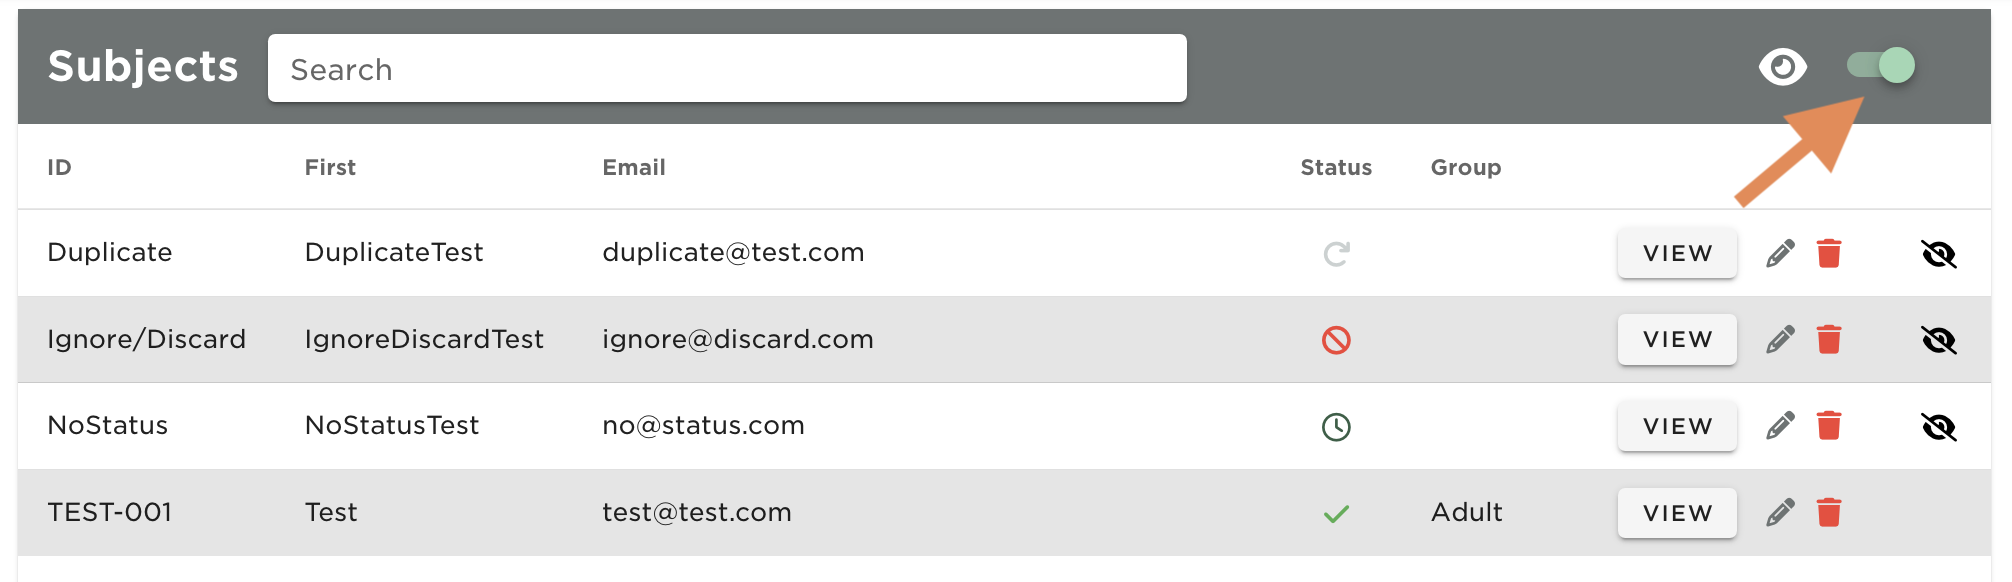 Subjects Search
ID First Email Status Group
Duplicate DuplicateTest duplicate@test.com VIEW
Ignore/Discard IgnoreDiscardTest ignore@discard.com VIEW
NoStatus NoStatusTest no@status.com VIEW
TEST-001 Test test@test.com Adult VIEW